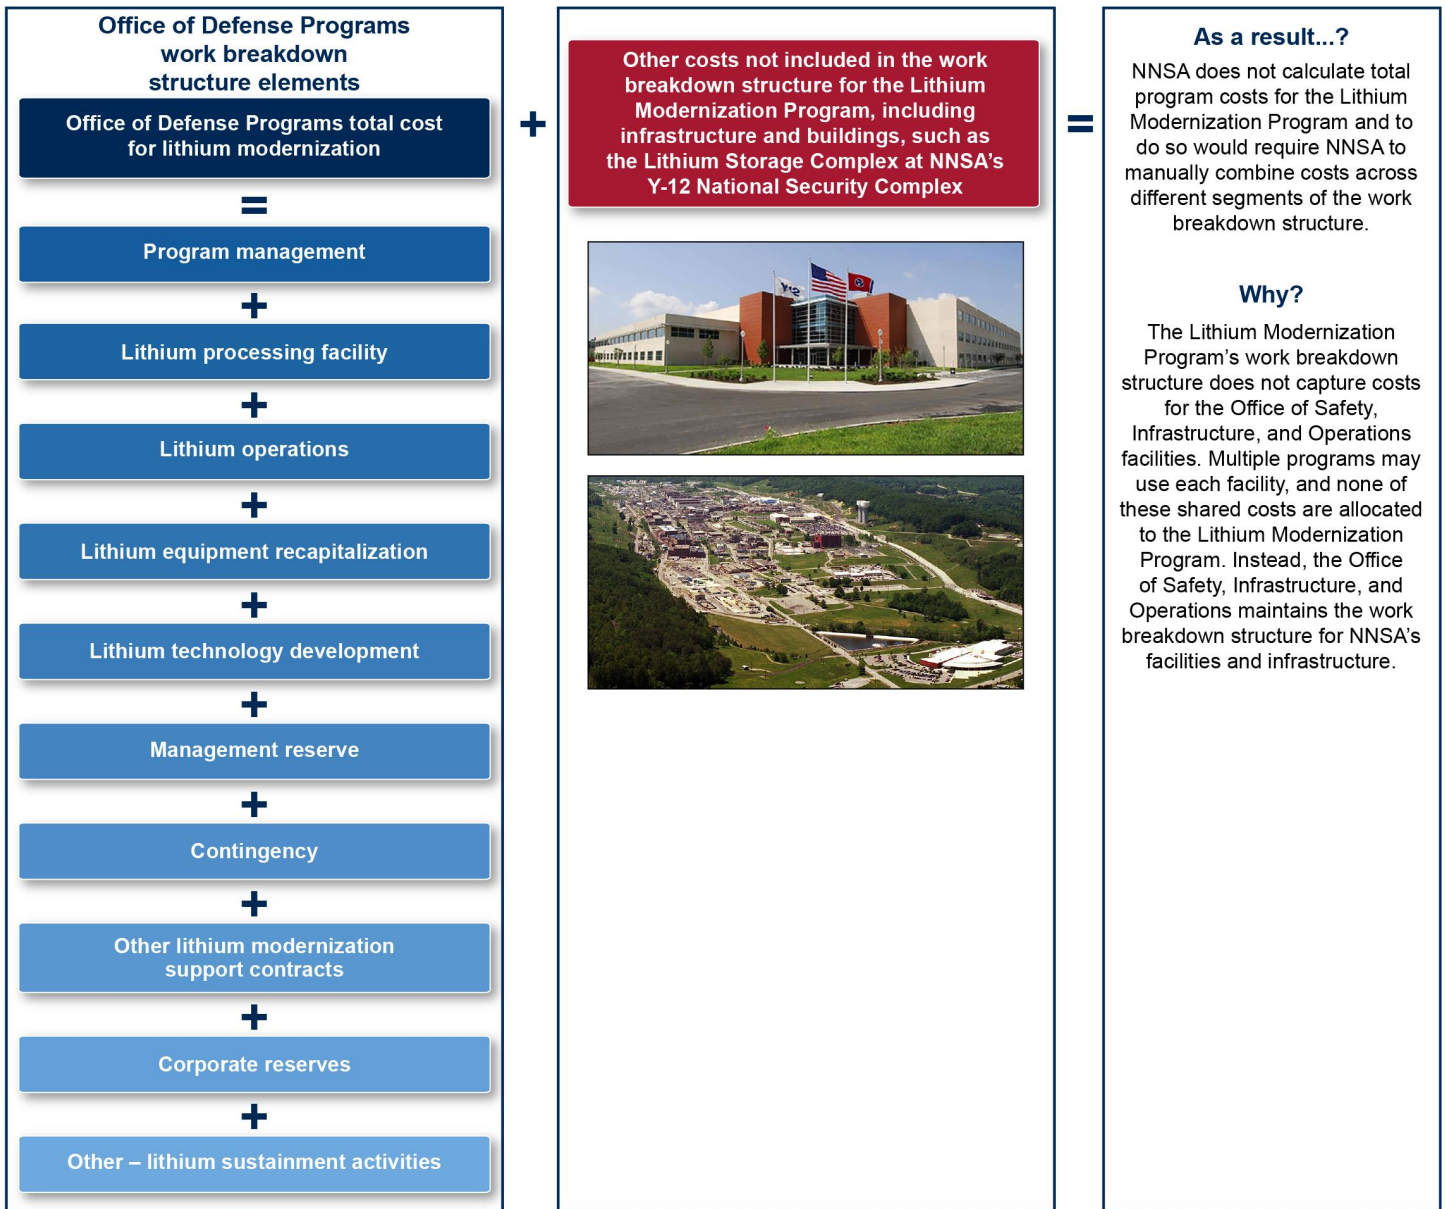 Office of Defense Programs
work breakdown
structure elements
Office of Defense Programs total cost
for lithium modernization
=
Program management
+
Lithium processing facility
+
Lithium operations
+
Lithium equipment recapitalization
+
Lithium technology development
+
Management reserve
+
Contingency
+
Other lithium modernization
support contracts
+
Corporate reserves
+
Other – lithium sustainment activities
+
Other costs not included in the work
breakdown structure for the Lithium
Modernization Program, including
infrastructure and buildings, such as
the Lithium Storage Complex at NNSA’s
Y-12 National Security Complex
=
As a result...?
NNSA does not calculate total
program costs for the Lithium
Modernization Program and to
do so would require NNSA to
manually combine costs across
different segments of the work
breakdown structure.
Why?
The Lithium Modernization
Program’s work breakdown
structure does not capture costs
for the Office of Safety,
Infrastructure, and Operations
facilities. Multiple programs may
use each facility, and none of
these shared costs are allocated
to the Lithium Modernization
Program. Instead, the Office
of Safety, Infrastructure, and
Operations maintains the work
breakdown structure for NNSA’s
facilities and infrastructure.